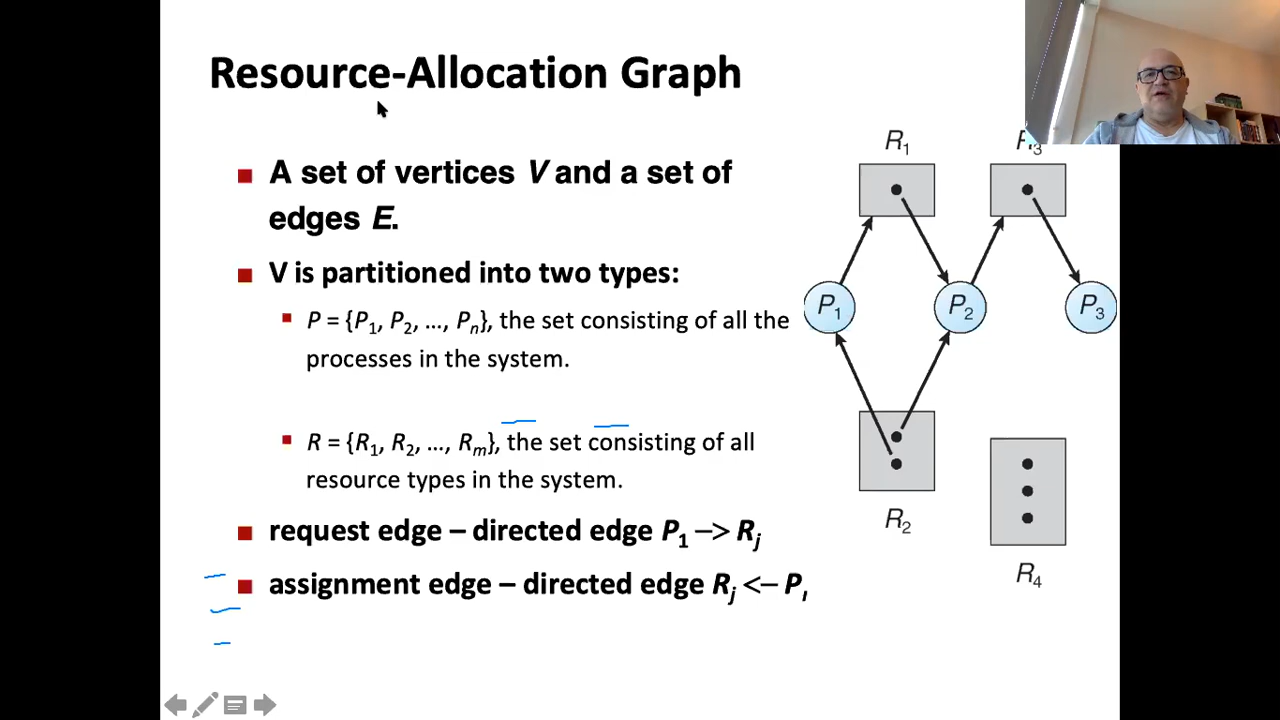 Resource-Allocation Graph
A set of vertices V and a set of
edges E.
V is partitioned into two types:
P = {P1, P2, …, Pn}, the set consisting of all the
processes in the system.
R = {R1, R2, …, Rm}, the set consisting of all
resource types in the system.
request edge – directed edge P1 –> Rj
assignment edge – directed edge Rj <– P
R1
R3
P1
P2
P3
R2
R4